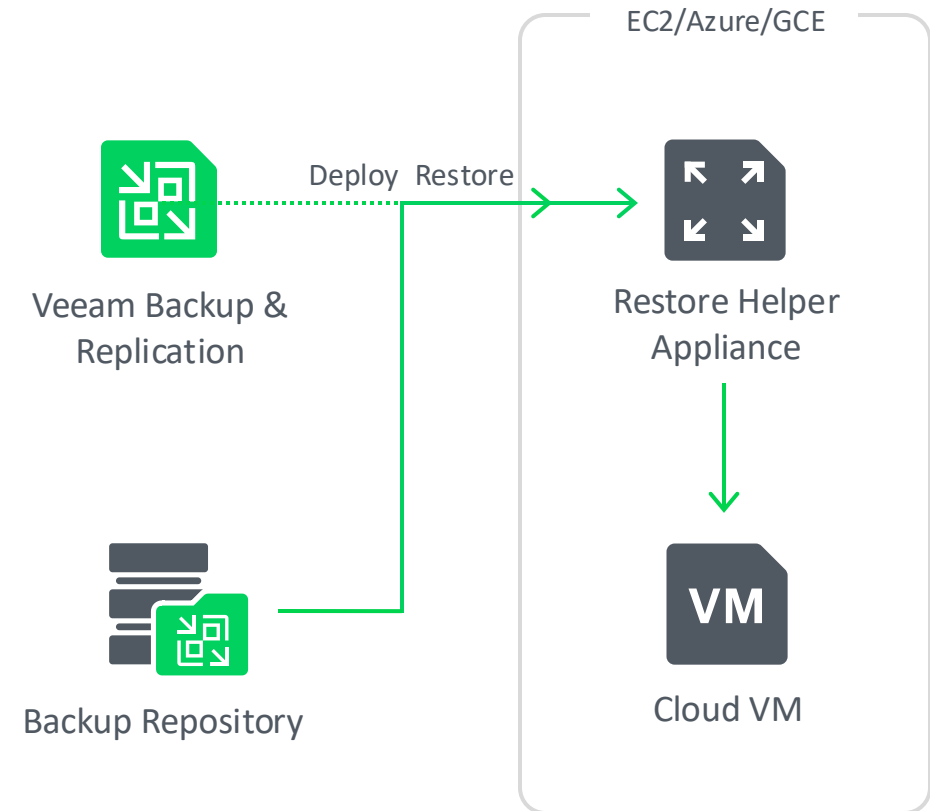 EC2/Azure/GCE
Deploy Restore
Veeam Backup &
Replication
Restore Helper
Appliance
VM
Backup Repository
Cloud VM